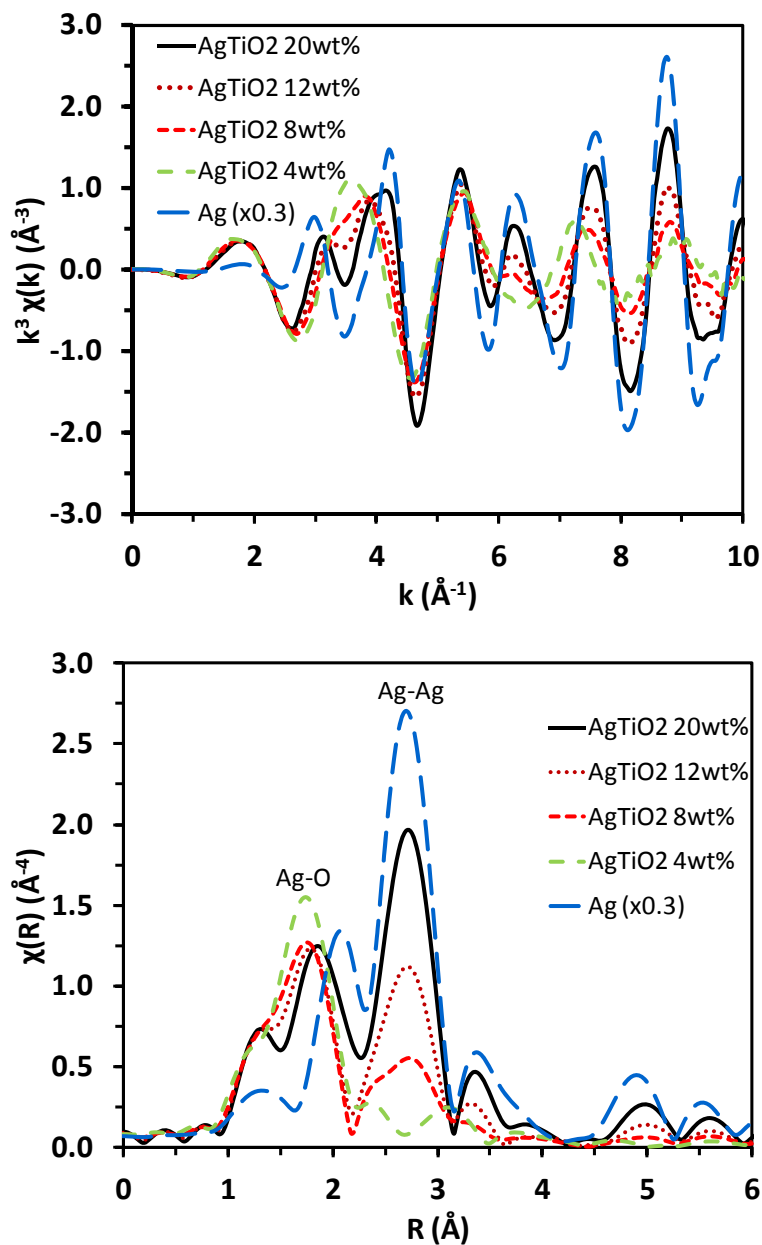 3.0
2.0
1.0
0.0
-1.0
-2.0
-3.0
k³ χ(k) (Å⁻³)
AgTiO2 20wt%
AgTiO2 12wt%
AgTiO2 8wt%
AgTiO2 4wt%
Ag (x0.3)
0 2 4 6 8 10
k (Å⁻¹)
3.0
2.5
2.0
1.5
1.0
0.5
0.0
χ(R) (Å⁻⁴)
Ag-Ag
Ag-O
AgTiO2 20wt%
AgTiO2 12wt%
AgTiO2 8wt%
AgTiO2 4wt%
Ag (x0.3)
0 1 2 3 4 5 6
R (Å)